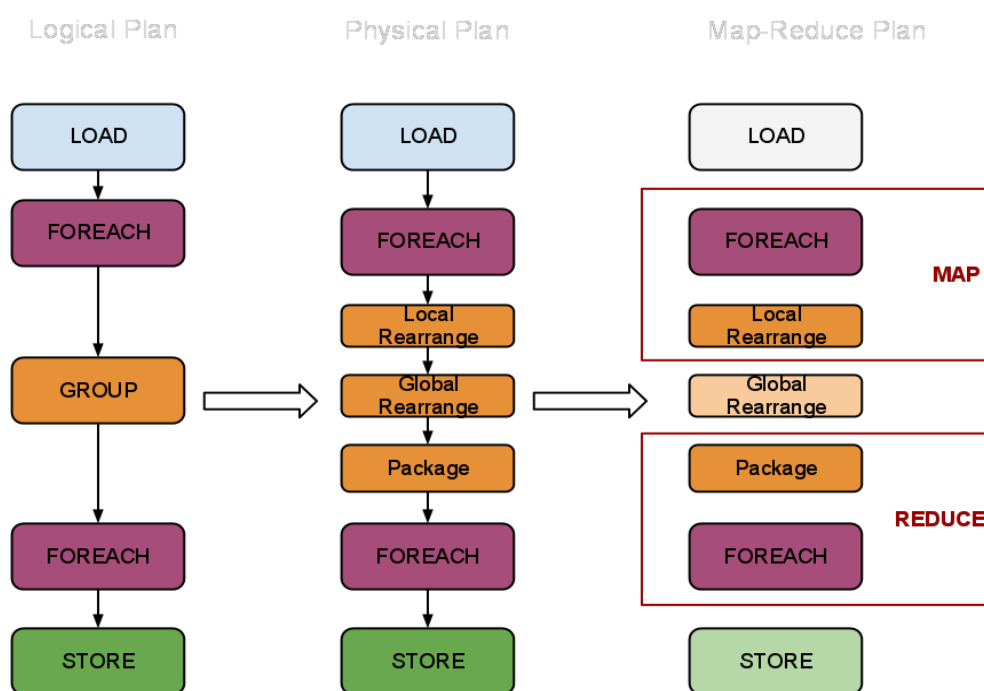 Logical Plan
Physical Plan
Map-Reduce Plan
LOAD
FOREACH
GROUP
FOREACH
STORE
LOAD
FOREACH
Local
Rearrange
Global
Rearrange
Package
FOREACH
STORE
LOAD
FOREACH
MAP
Local
Rearrange
Global
Rearrange
Package
REDUCE
FOREACH
STORE